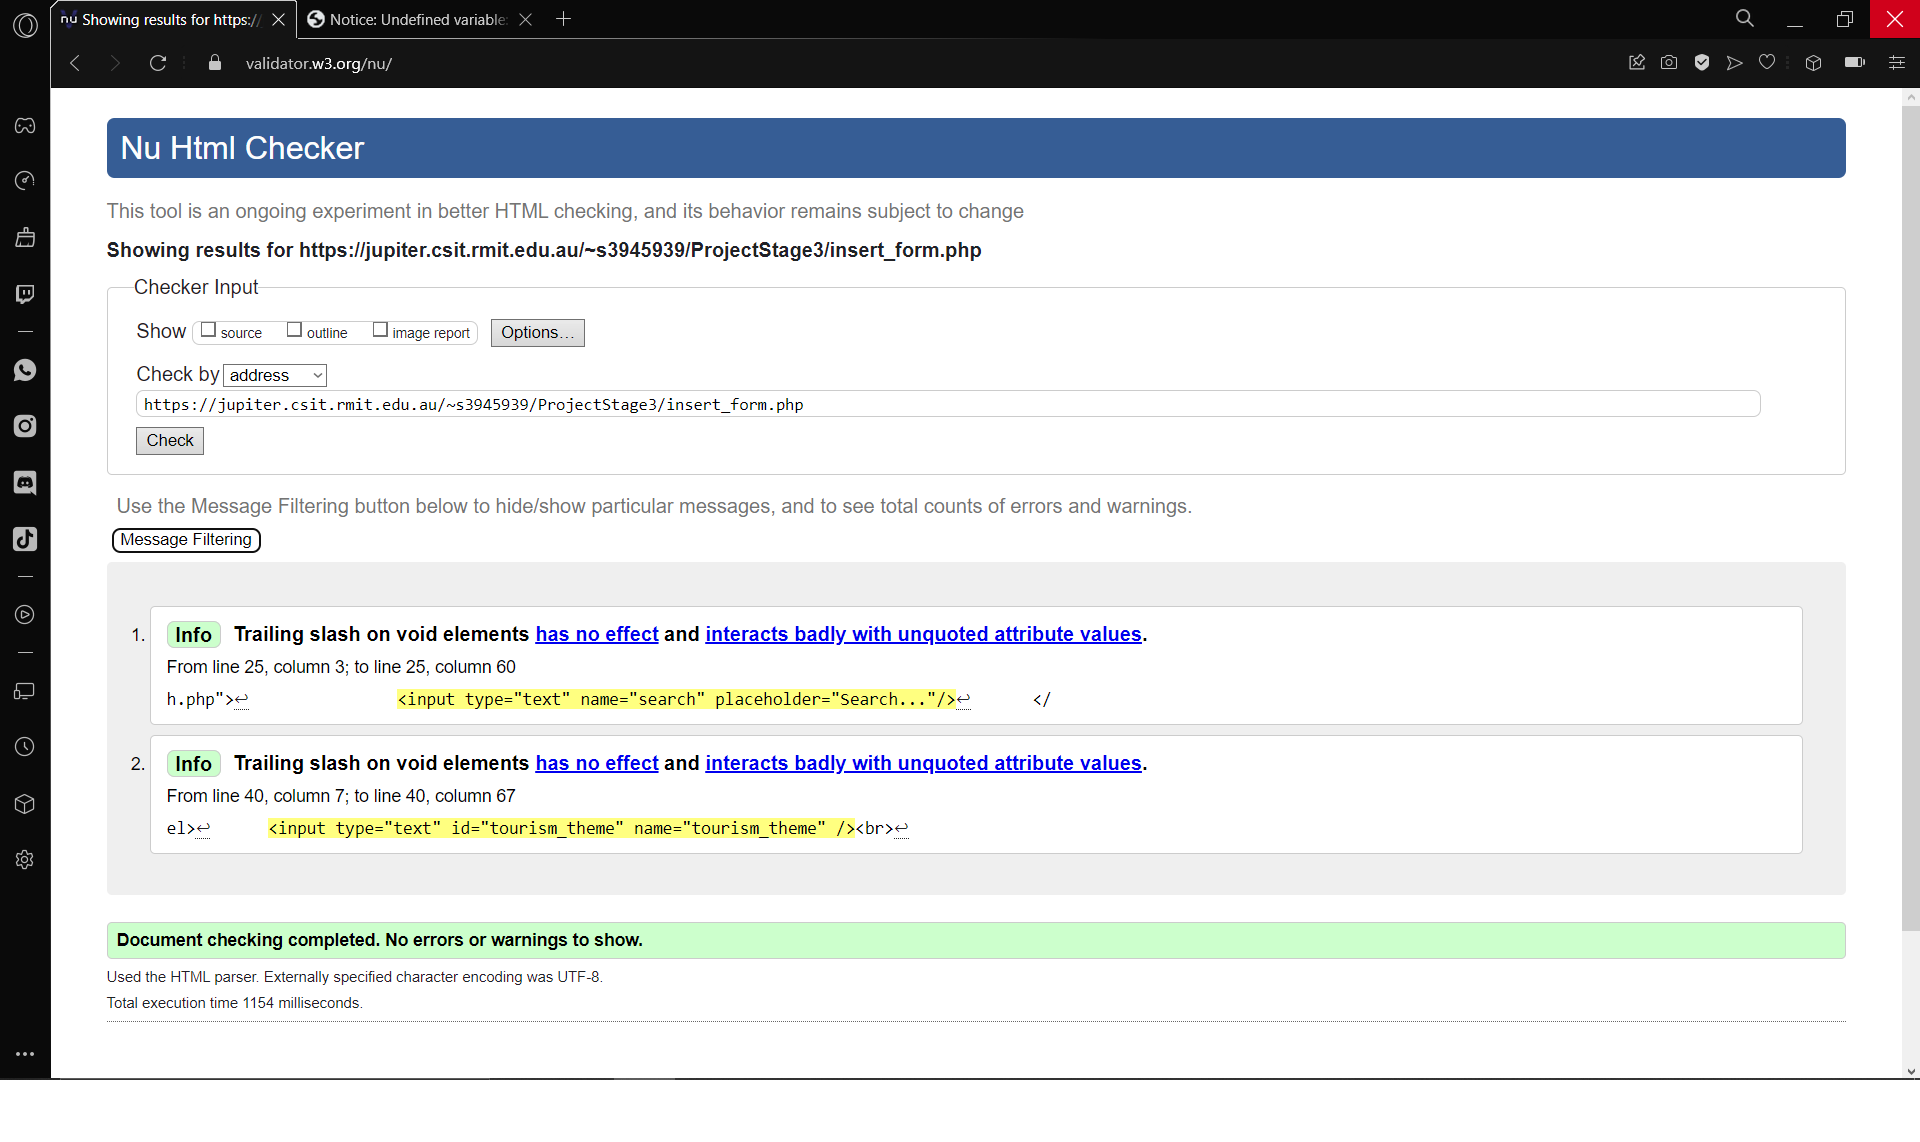 nu Showing results for https://
Notice: Undefined variable:
validator.w3.org/nu/
Nu Html Checker
This tool is an ongoing experiment in better HTML checking, and its behavior remains subject to change
Showing results for https://jupiter.csit.rmit.edu.au/~s3945939/ProjectStage3/insert_form.php
Checker Input
Show source outline image report Options...
Check by address
https://jupiter.csit.rmit.edu.au/~s3945939/ProjectStage3/insert_form.php
Check
Use the Message Filtering button below to hide/show particular messages, and to see total counts of errors and warnings.
Message Filtering
1. Info Trailing slash on void elements has no effect and interacts badly with unquoted attribute values.
From line 25, column 3; to line 25, column 60
h.php">↩ <input type="text" name="search" placeholder="Search..."/>↩ </
2. Info Trailing slash on void elements has no effect and interacts badly with unquoted attribute values.
From line 40, column 7; to line 40, column 67
el>↩ <input type="text" id="tourism_theme" name="tourism_theme" /><br>↩
Document checking completed. No errors or warnings to show.
Used the HTML parser. Externally specified character encoding was UTF-8.
Total execution time 1154 milliseconds.